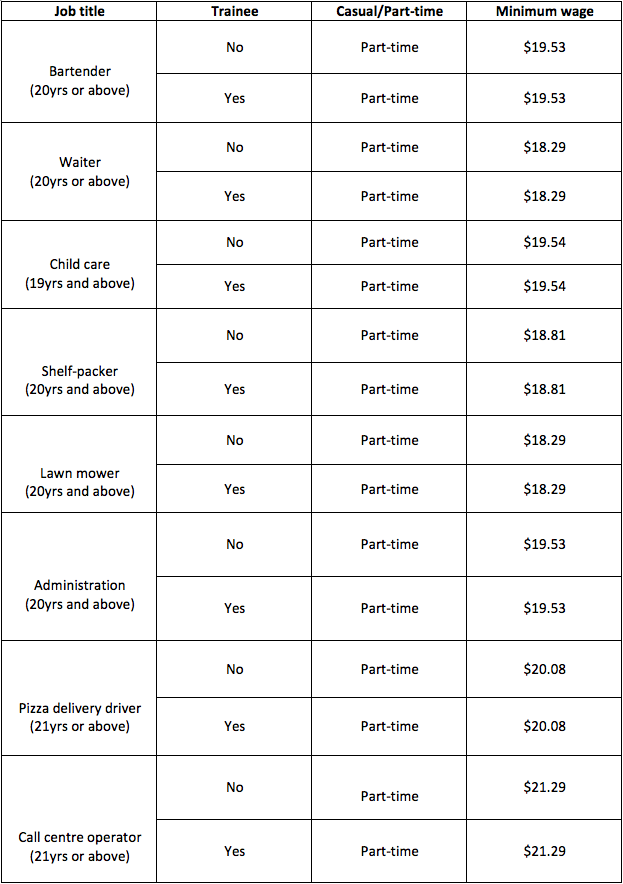 Job title Trainee Casual/Part-time Minimum wage
Bartender
(20yrs or above)
No Part-time $19.53
Yes Part-time $19.53
Waiter
(20yrs or above)
No Part-time $18.29
Yes Part-time $18.29
Child care
(19yrs and above)
No Part-time $19.54
Yes Part-time $19.54
Shelf-packer
(20yrs and above)
No Part-time $18.81
Yes Part-time $18.81
Lawn mower
(20yrs and above)
No Part-time $18.29
Yes Part-time $18.29
Administration
(20yrs and above)
No Part-time $19.53
Yes Part-time $19.53
Pizza delivery driver
(21yrs or above)
No Part-time $20.08
Yes Part-time $20.08
Call centre operator
(21yrs or above)
No Part-time $21.29
Yes Part-time $21.29